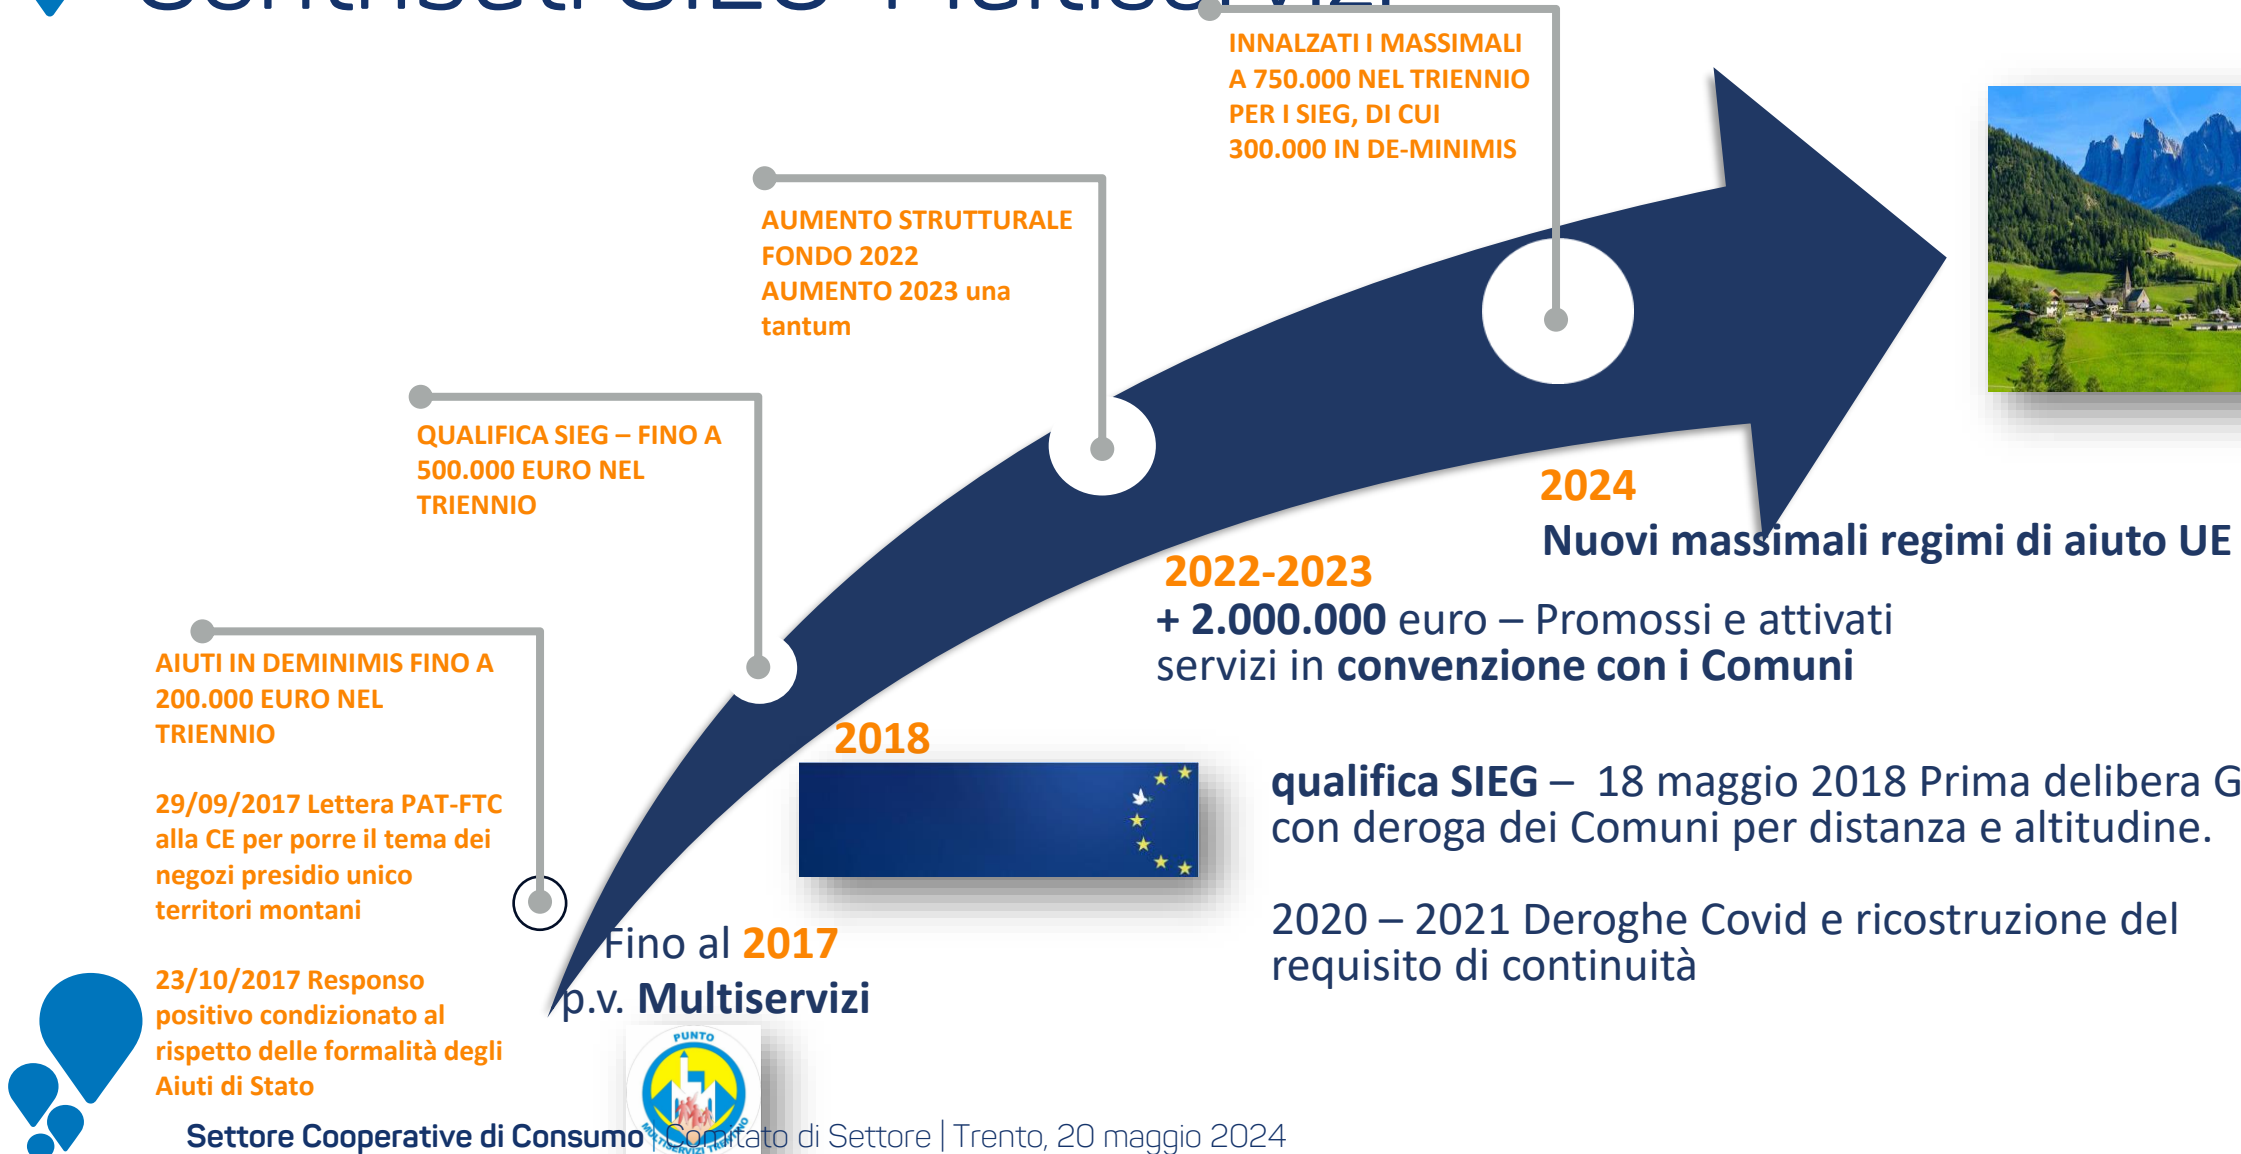 Contributi SIEG-Multiservizi
INNALZATI I MASSIMALI
A 750.000 NEL TRIENNIO
PER I SIEG, DI CUI
300.000 IN DE-MINIMIS
AUMENTO STRUTTURALE
FONDO 2022
AUMENTO 2023 una
tantum
QUALIFICA SIEG – FINO A
500.000 EURO NEL
TRIENNIO
AIUTI IN DEMINIMIS FINO A
200.000 EURO NEL
TRIENNIO
29/09/2017 Lettera PAT-FTC
alla CE per porre il tema dei
negozi presidio unico
territori montani
23/10/2017 Responso
positivo condizionato al
rispetto delle formalità degli
Aiuti di Stato
Fino al 2017
p.v. Multiservizi
PUNTO
MULTISERVIZI TRENTINO
2018
qualifica SIEG – 18 maggio 2018 Prima delibera G
con deroga dei Comuni per distanza e altitudine.
2020 – 2021 Deroghe Covid e ricostruzione del
requisito di continuità
2022-2023
+ 2.000.000 euro – Promossi e attivati
servizi in convenzione con i Comuni
2024
Nuovi massimali regimi di aiuto UE
Settore Cooperative di Consumo | Comitato di Settore | Trento, 20 maggio 2024